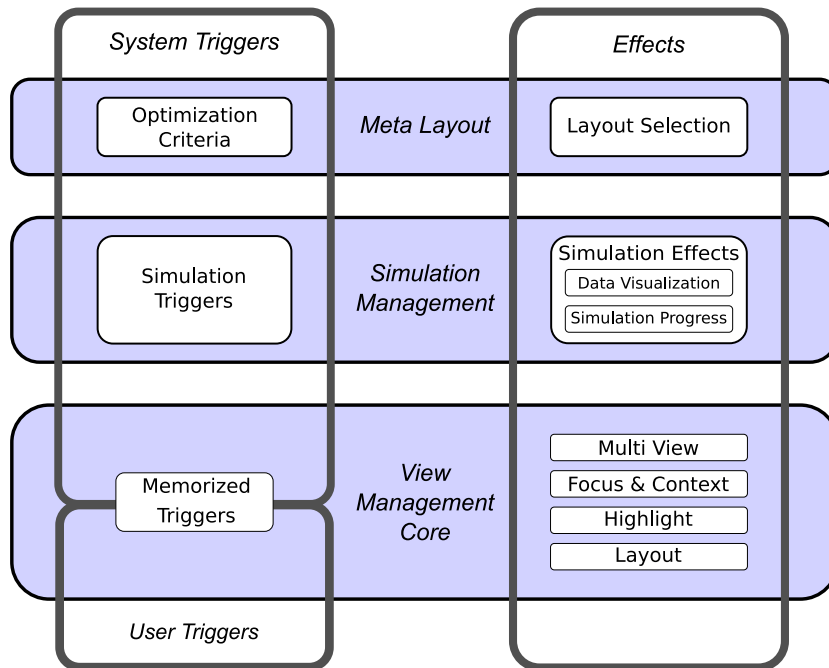 System Triggers
Effects
Optimization
Criteria
Meta Layout
Layout Selection
Simulation
Triggers
Simulation
Management
Simulation Effects
Data Visualization
Simulation Progress
Memorized
Triggers
View
Management
Core
Multi View
Focus & Context
Highlight
Layout
User Triggers